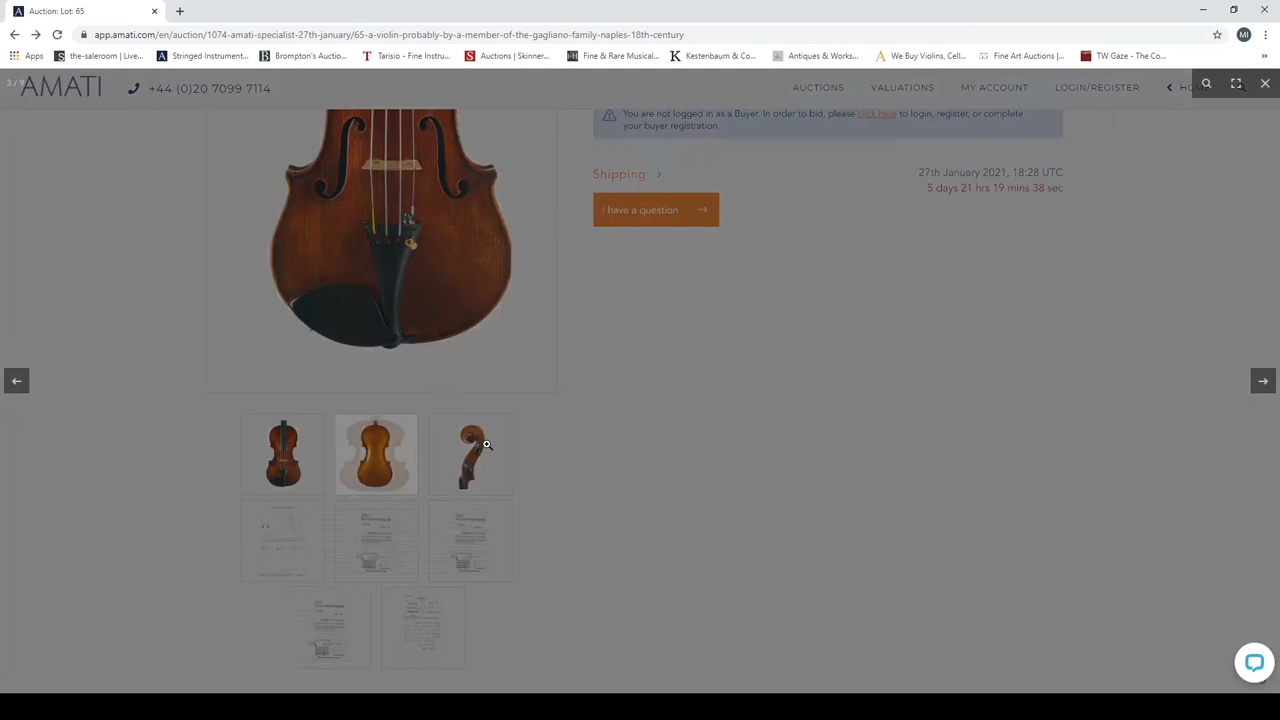 Auction: Lot: 65
app.amati.com/en/auction/1074-amati-specialist-27th-january/65-a-violin-probably-by-a-member-of-the-gagliano-family-naples-18th-century
MI
Apps
the-saleroom | Live...
Stringed Instrument...
Brompton's Auctio...
Tarisio - Fine Instru...
Auctions | Skinner...
Fine & Rare Musical...
Kestenbaum & Com...
Antiques & Works...
We Buy Violins, Cell...
Fine Art Auctions |...
TW Gaze - The Co...
3 / 9
AMATI
+44 (0)20 7099 7114
AUCTIONS
VALUATIONS
MY ACCOUNT
LOGIN/REGISTER
You are not logged in as a Buyer. In order to bid, please click here to login, register, or complete
your buyer registration.
Shipping
27th January 2021, 18:28 UTC
5 days 21 hrs 19 mins 38 sec
I have a question